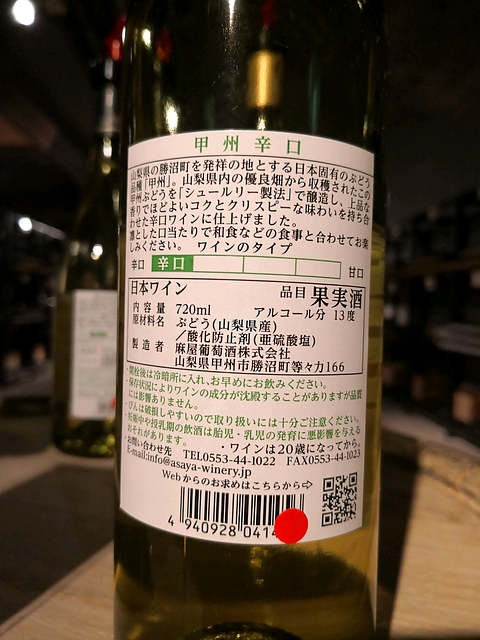 甲州辛口
山梨県の勝沼町を発祥の地とする日本固有のぶどう
品種「甲州」。山梨県内の優良畑から収穫されたこの
甲州ぶどうを「シュールリー製法」で醸造し、上品な
香りでほどよいコクとクリスピーな味わいを持ち合
わせた辛口ワインに仕上げました。
凛とした口当たりで和食などの食事と合わせてお楽
しみください。 ワインのタイプ
辛口 辛口 甘口
日本ワイン 品目 果実酒
内容量 720ml アルコール分 13度
原材料名 ぶどう(山梨県産)
/酸化防止剤(亜硫酸塩)
製造者 麻屋葡萄酒株式会社
山梨県甲州市勝沼町等々力166
・開栓後は冷暗所に入れ、お早めにお飲みください。
・保存状況によりワインの成分が沈殿することがありますが品質
には影響ありません。
・びんは破損しやすいので取り扱いには十分ご注意ください。
・妊娠中や授乳期の飲酒は胎児・乳児の発育に悪影響を与える
おそれがあります。 ・ワインは20歳になってから。
・お問い合わせ先 TEL0553-44-1022 FAX0553-44-1023
E-mail:info@asaya-winery.jp
Webからのお求めはこちらから⇨
4 940928 041